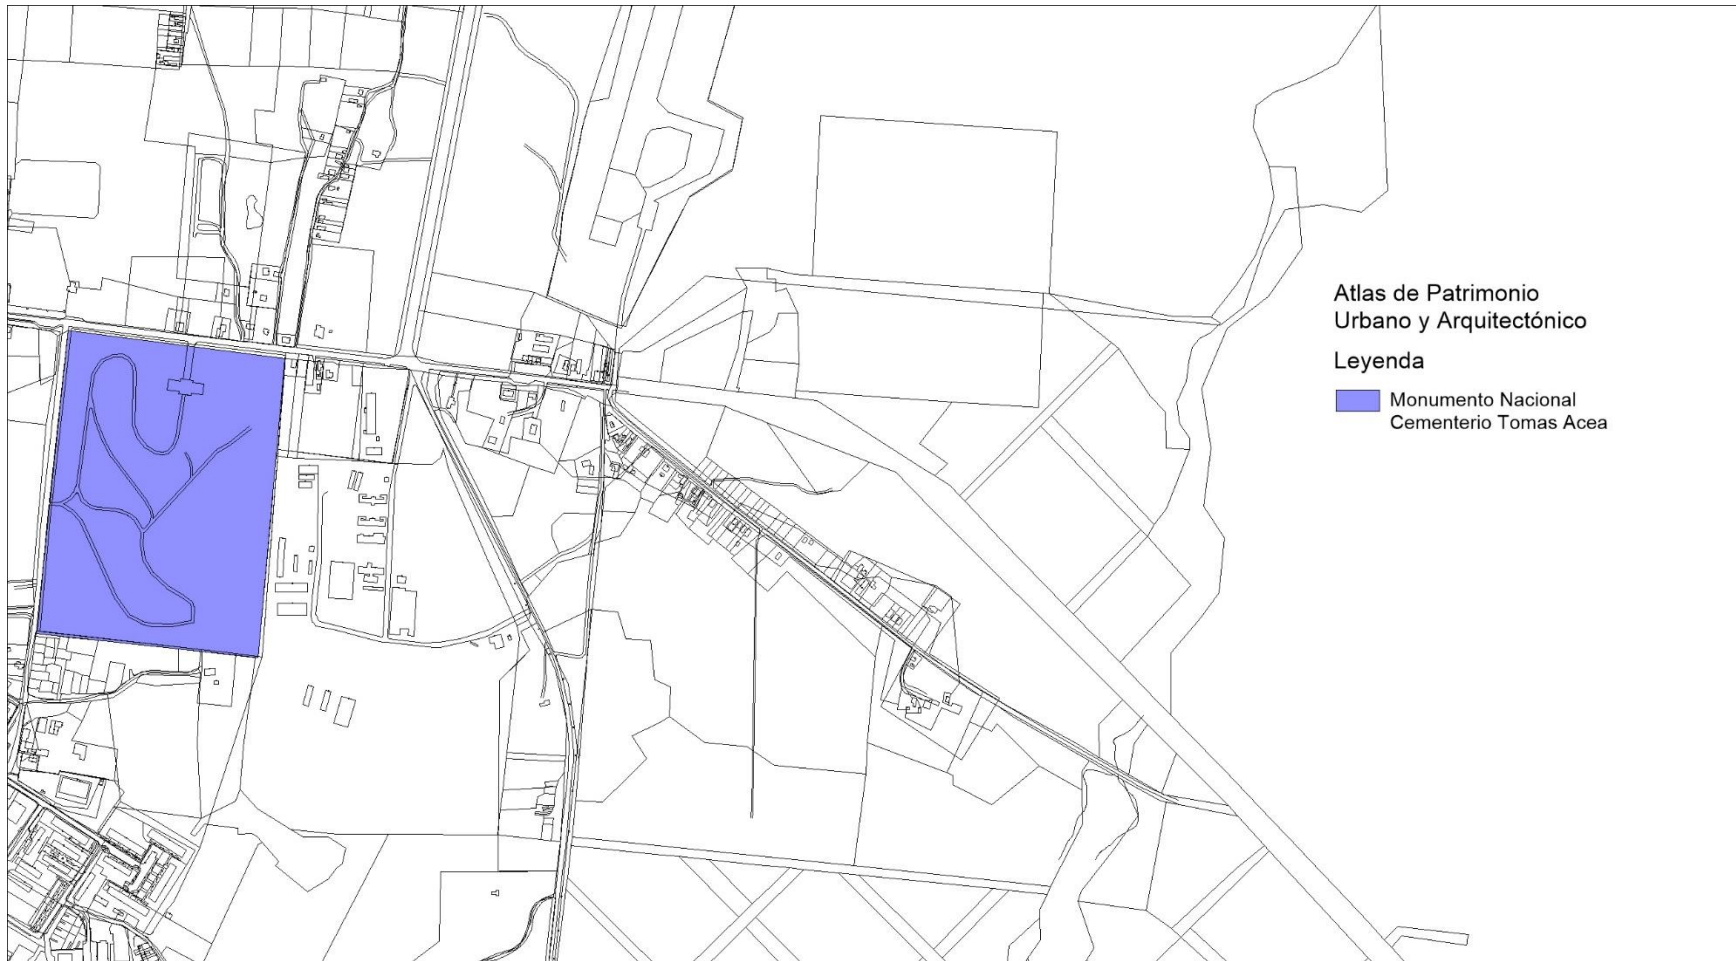 Atlas de Patrimonio
Urbano y Arquitectónico
Leyenda
Monumento Nacional
Cementerio Tomas Acea